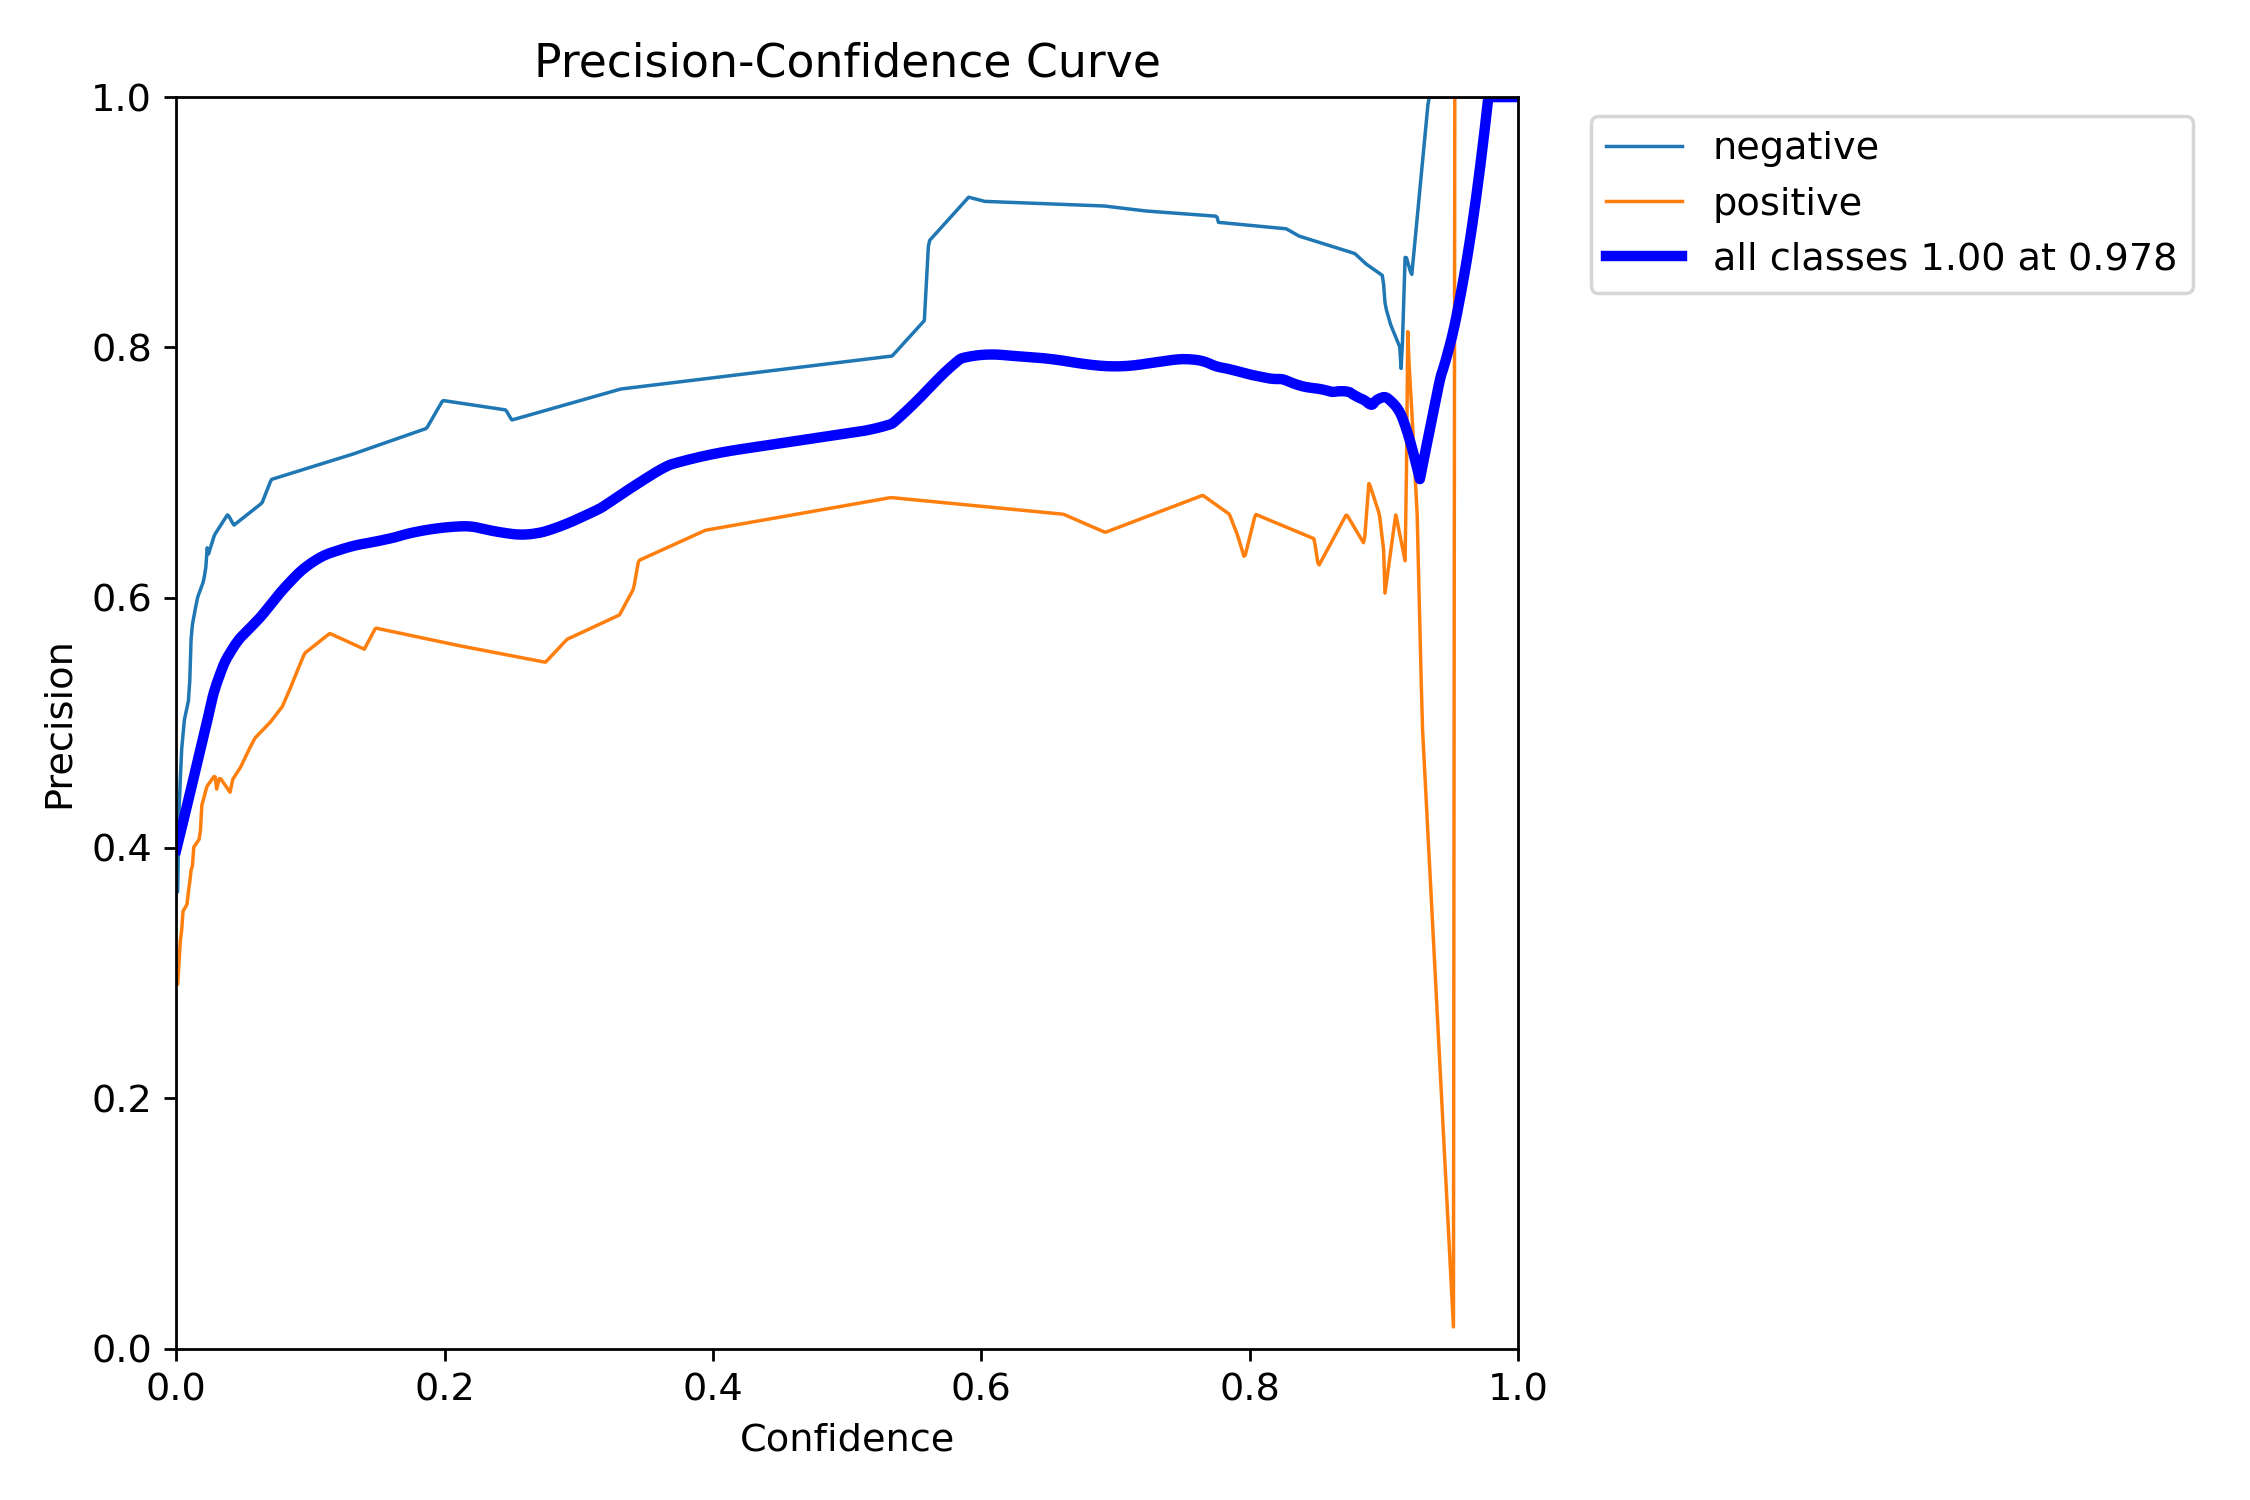 Precision-Confidence Curve
1.0
0.8
0.6
0.4
0.2
0.0
Precision
0.0 0.2 0.4 0.6 0.8 1.0
Confidence
negative
positive
all classes 1.00 at 0.978